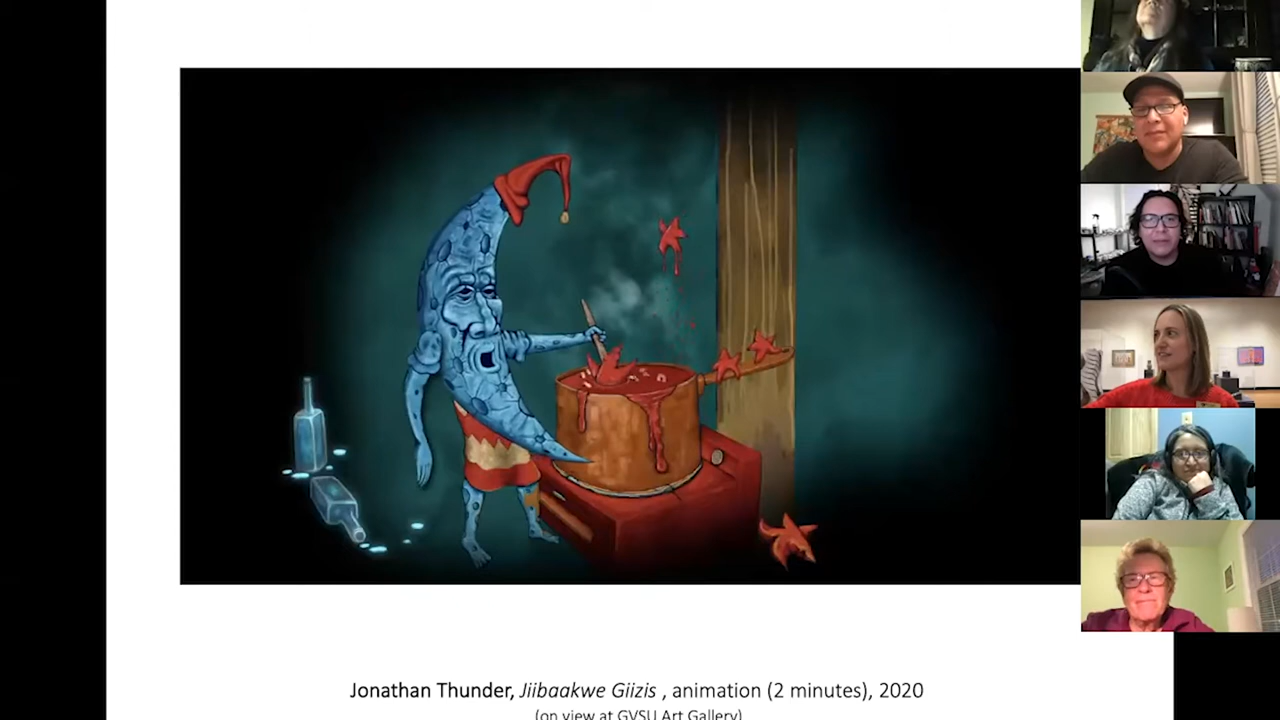 Jonathan Thunder, Jiibaakwe Giizis , animation (2 minutes), 2020
(on view at GVSU Art Gallery)